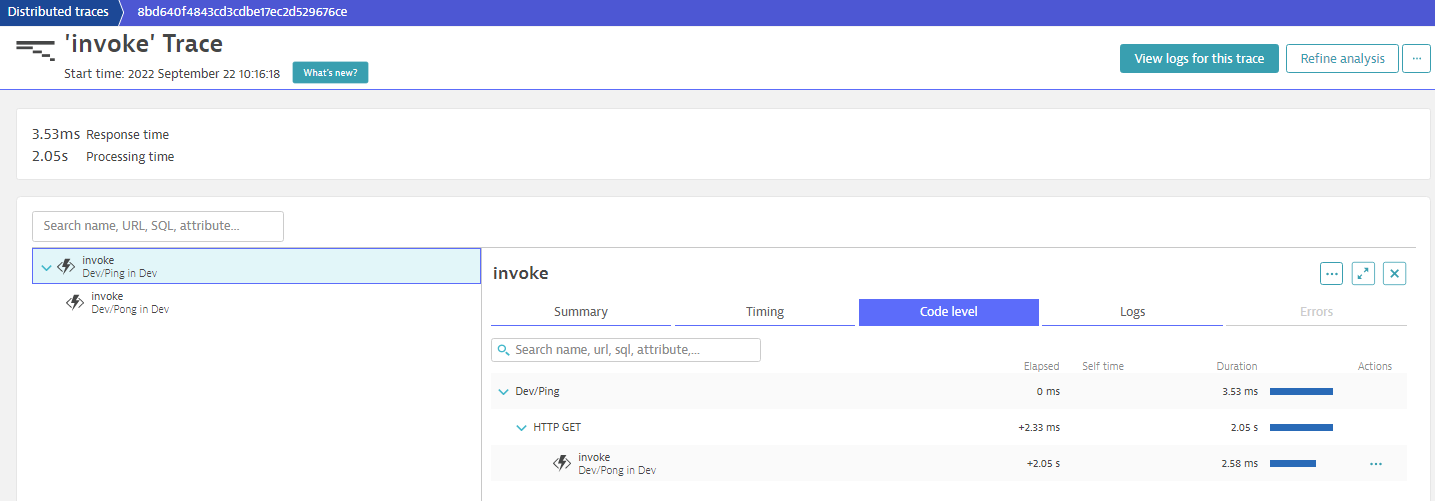 Distributed traces 8bd640f4843cd3cdbe17ec2d529676ce
'invoke' Trace
Start time: 2022 September 22 10:16:18 What's new?
View logs for this trace Refine analysis ...
3.53ms Response time
2.05s Processing time
Search name, URL, SQL, attribute...
invoke
Dev/Ping in Dev
invoke
Dev/Pong in Dev
invoke
...
Summary Timing Code level Logs Errors
Search name, url, sql, attribute,...
Elapsed Self time Duration Actions
Dev/Ping 0 ms 3.53 ms
HTTP GET +2.33 ms 2.05 s
invoke
Dev/Pong in Dev +2.05 s 2.58 ms ...